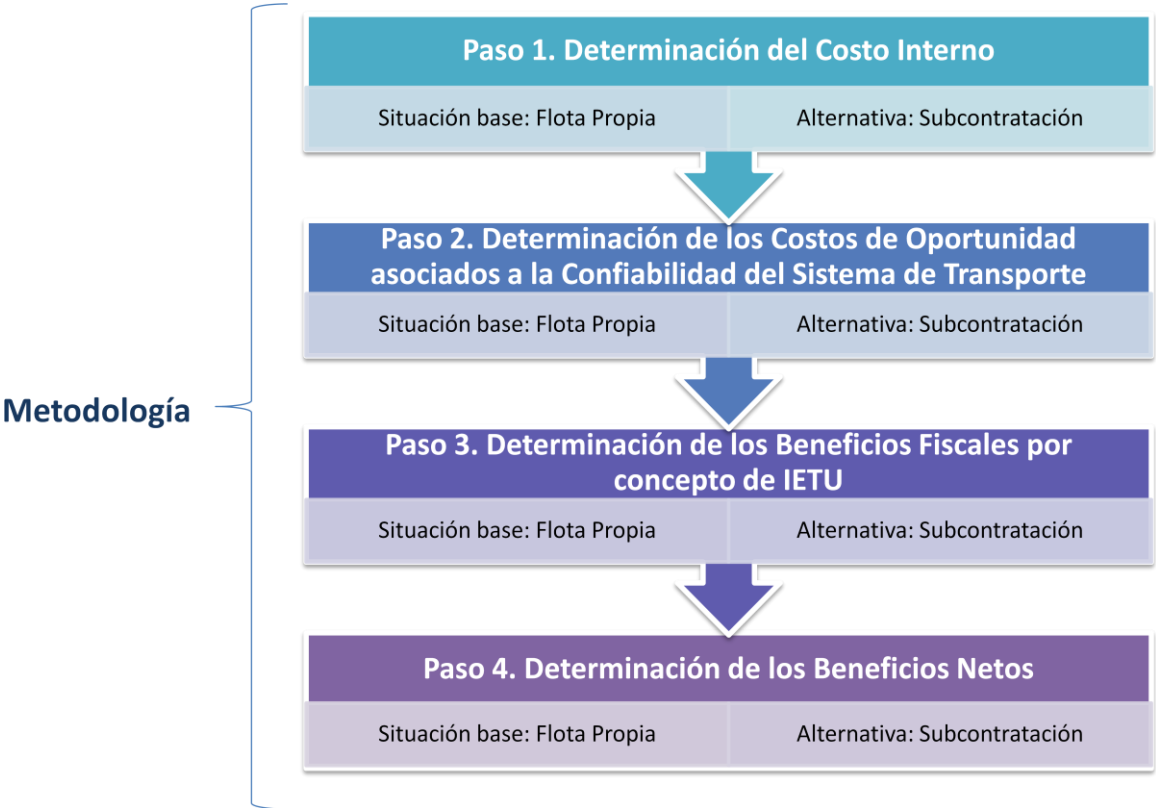 Metodología
Paso 1. Determinación del Costo Interno
Situación base: Flota Propia
Alternativa: Subcontratación
Paso 2. Determinación de los Costos de Oportunidad
asociados a la Confiabilidad del Sistema de Transporte
Situación base: Flota Propia
Alternativa: Subcontratación
Paso 3. Determinación de los Beneficios Fiscales por
concepto de IETU
Situación base: Flota Propia
Alternativa: Subcontratación
Paso 4. Determinación de los Beneficios Netos
Situación base: Flota Propia
Alternativa: Subcontratación